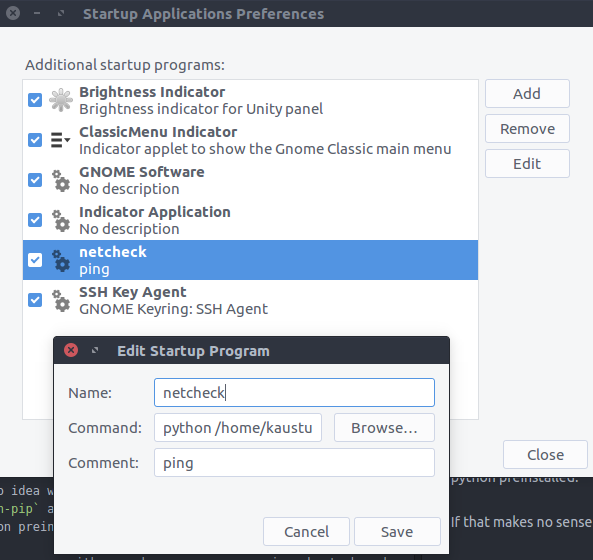 Startup Applications Preferences
Additional startup programs:
Brightness Indicator
Brightness indicator for Unity panel
Add
ClassicMenu Indicator
Indicator applet to show the Gnome Classic main menu
Remove
GNOME Software
No description
Edit
Indicator Application
No description
netcheck
ping
SSH Key Agent
GNOME Keyring: SSH Agent
Edit Startup Program
Name: netcheck
Command: python /home/kaustu Browse...
Comment: ping
Cancel Save
Close
python preinstalled.
o idea w
n-pip` a
on prein
If that makes no sense